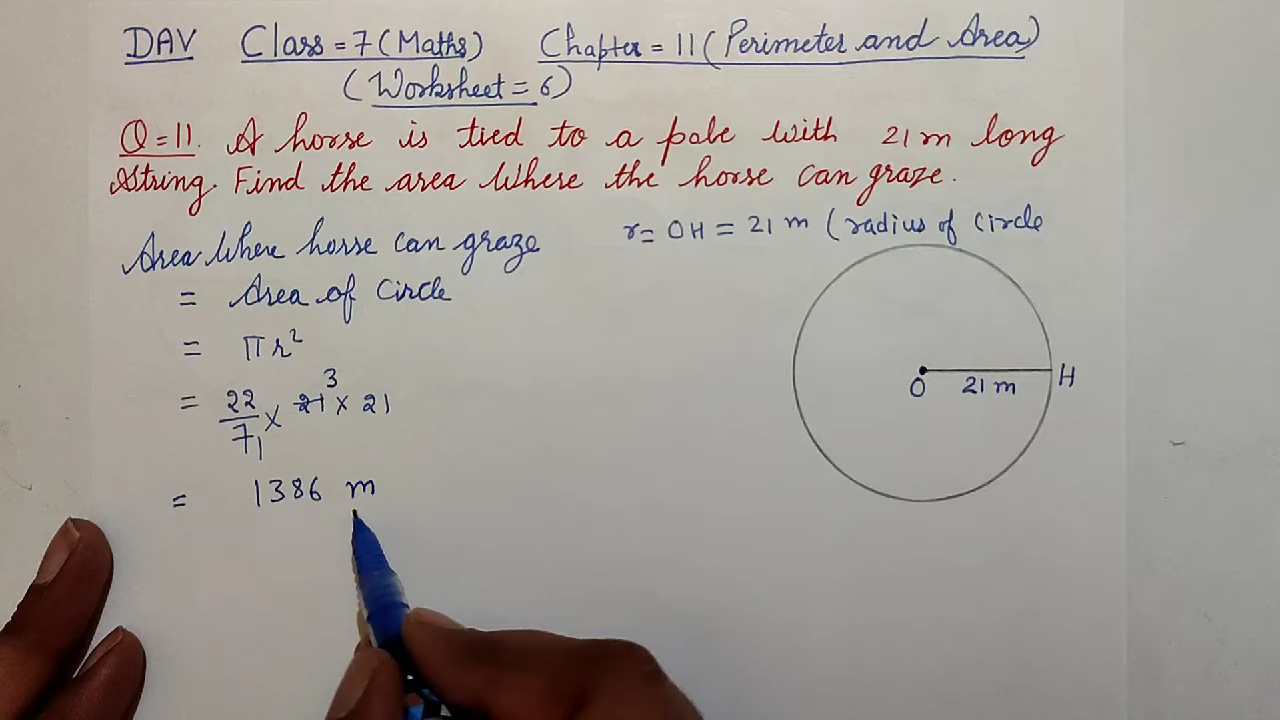 DAV Class = 7 (Maths) Chapter = 11 (Perimeter and Area)
(Worksheet = 6)
Q = 11. A horse is tied to a pole with 21 m long
String. Find the area Where the horse can graze.
Area Where horse can graze
= Area of Circle
= πr²
= 22/7 1 × 21 3 × 21
= 1386 m
r = OH = 21 m (radius of Circle
O 21 m H